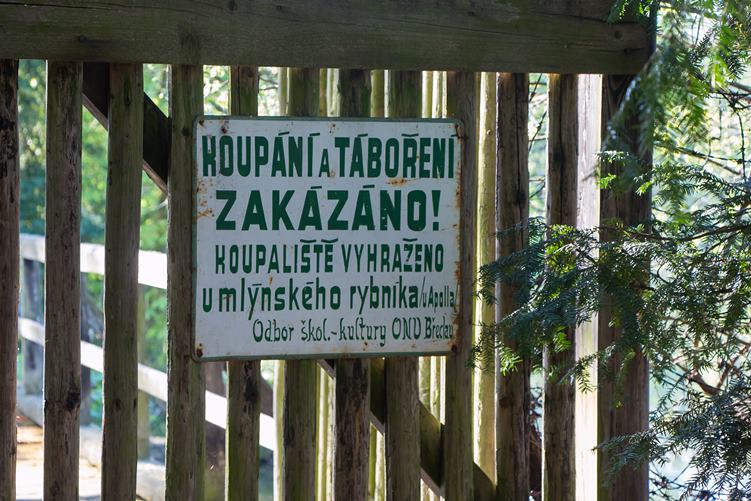 KOUPÁNÍ A TÁBOŘENÍ
ZAKÁZÁNO!
KOUPALIŠTĚ VYHRAŽENO
u mlýnského rybníka /u Apolla/
Odbor škol.-kultury ONV Břeclav